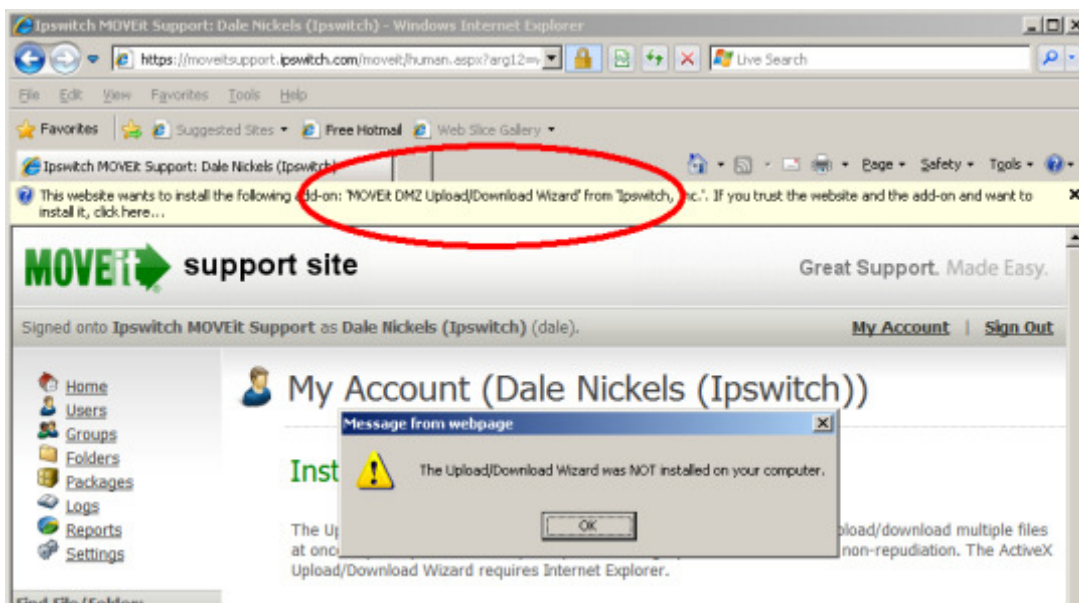 Ipswitch MOVEit Support: Dale Nickels (Ipswitch) - Windows Internet Explorer
https://moveitsupport.ipswitch.com/moveit/human.aspx?arg12=
Live Search
File Edit View Favorites Tools Help
Favorites Suggested Sites Free Hotmail Web Slice Gallery
Ipswitch MOVEit Support: Dale Nickels (Ipswitch) Page Safety Tools
This website wants to install the following add-on: 'MOVEit DMZ Upload/Download Wizard' from 'Ipswitch, Inc.'. If you trust the website and the add-on and want to
install it, click here...
MOVEit support site Great Support. Made Easy.
Signed onto Ipswitch MOVEit Support as Dale Nickels (Ipswitch) (dale). My Account | Sign Out
Home
Users
Groups
Folders
Packages
Logs
Reports
Settings
Find File/Folder:
My Account (Dale Nickels (Ipswitch))
Message from webpage
The Upload/Download Wizard was NOT installed on your computer.
OK
Inst
The Up load/download multiple files
at once non-repudiation. The ActiveX
Upload/Download Wizard requires Internet Explorer.